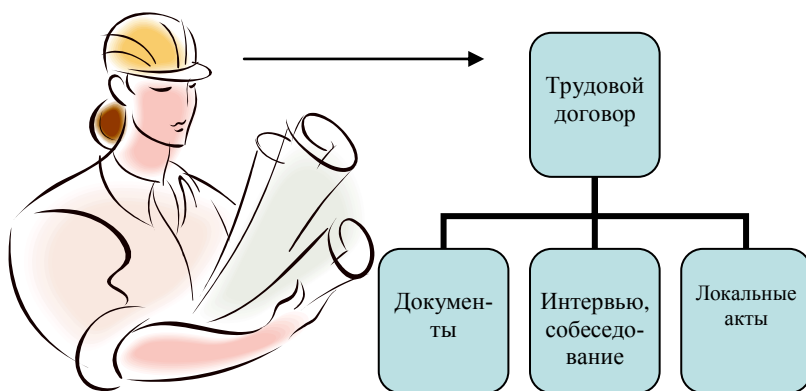 Трудовой
договор
Докумен-
ты
Интервью,
собеседо-
вание
Локальные
акты